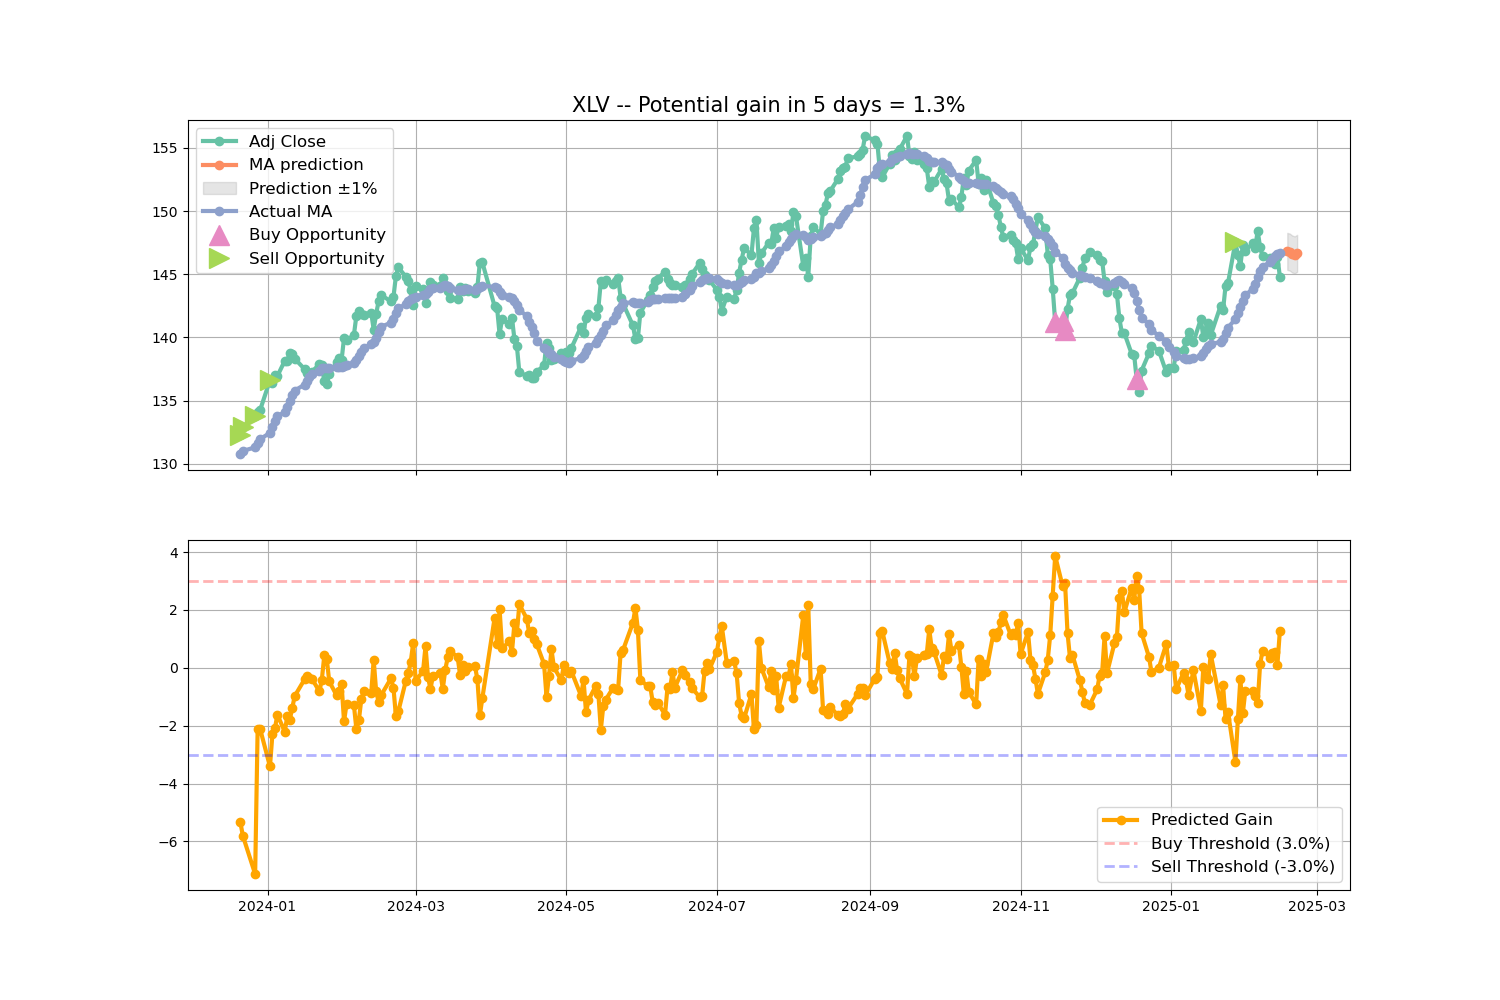 XLV -- Potential gain in 5 days = 1.3%
Adj Close
MA prediction
Prediction ±1%
Actual MA
Buy Opportunity
Sell Opportunity
155
150
145
140
135
130
4
2
0
−2
−4
−6
Predicted Gain
Buy Threshold (3.0%)
Sell Threshold (-3.0%)
2024-01 2024-03 2024-05 2024-07 2024-09 2024-11 2025-01 2025-03